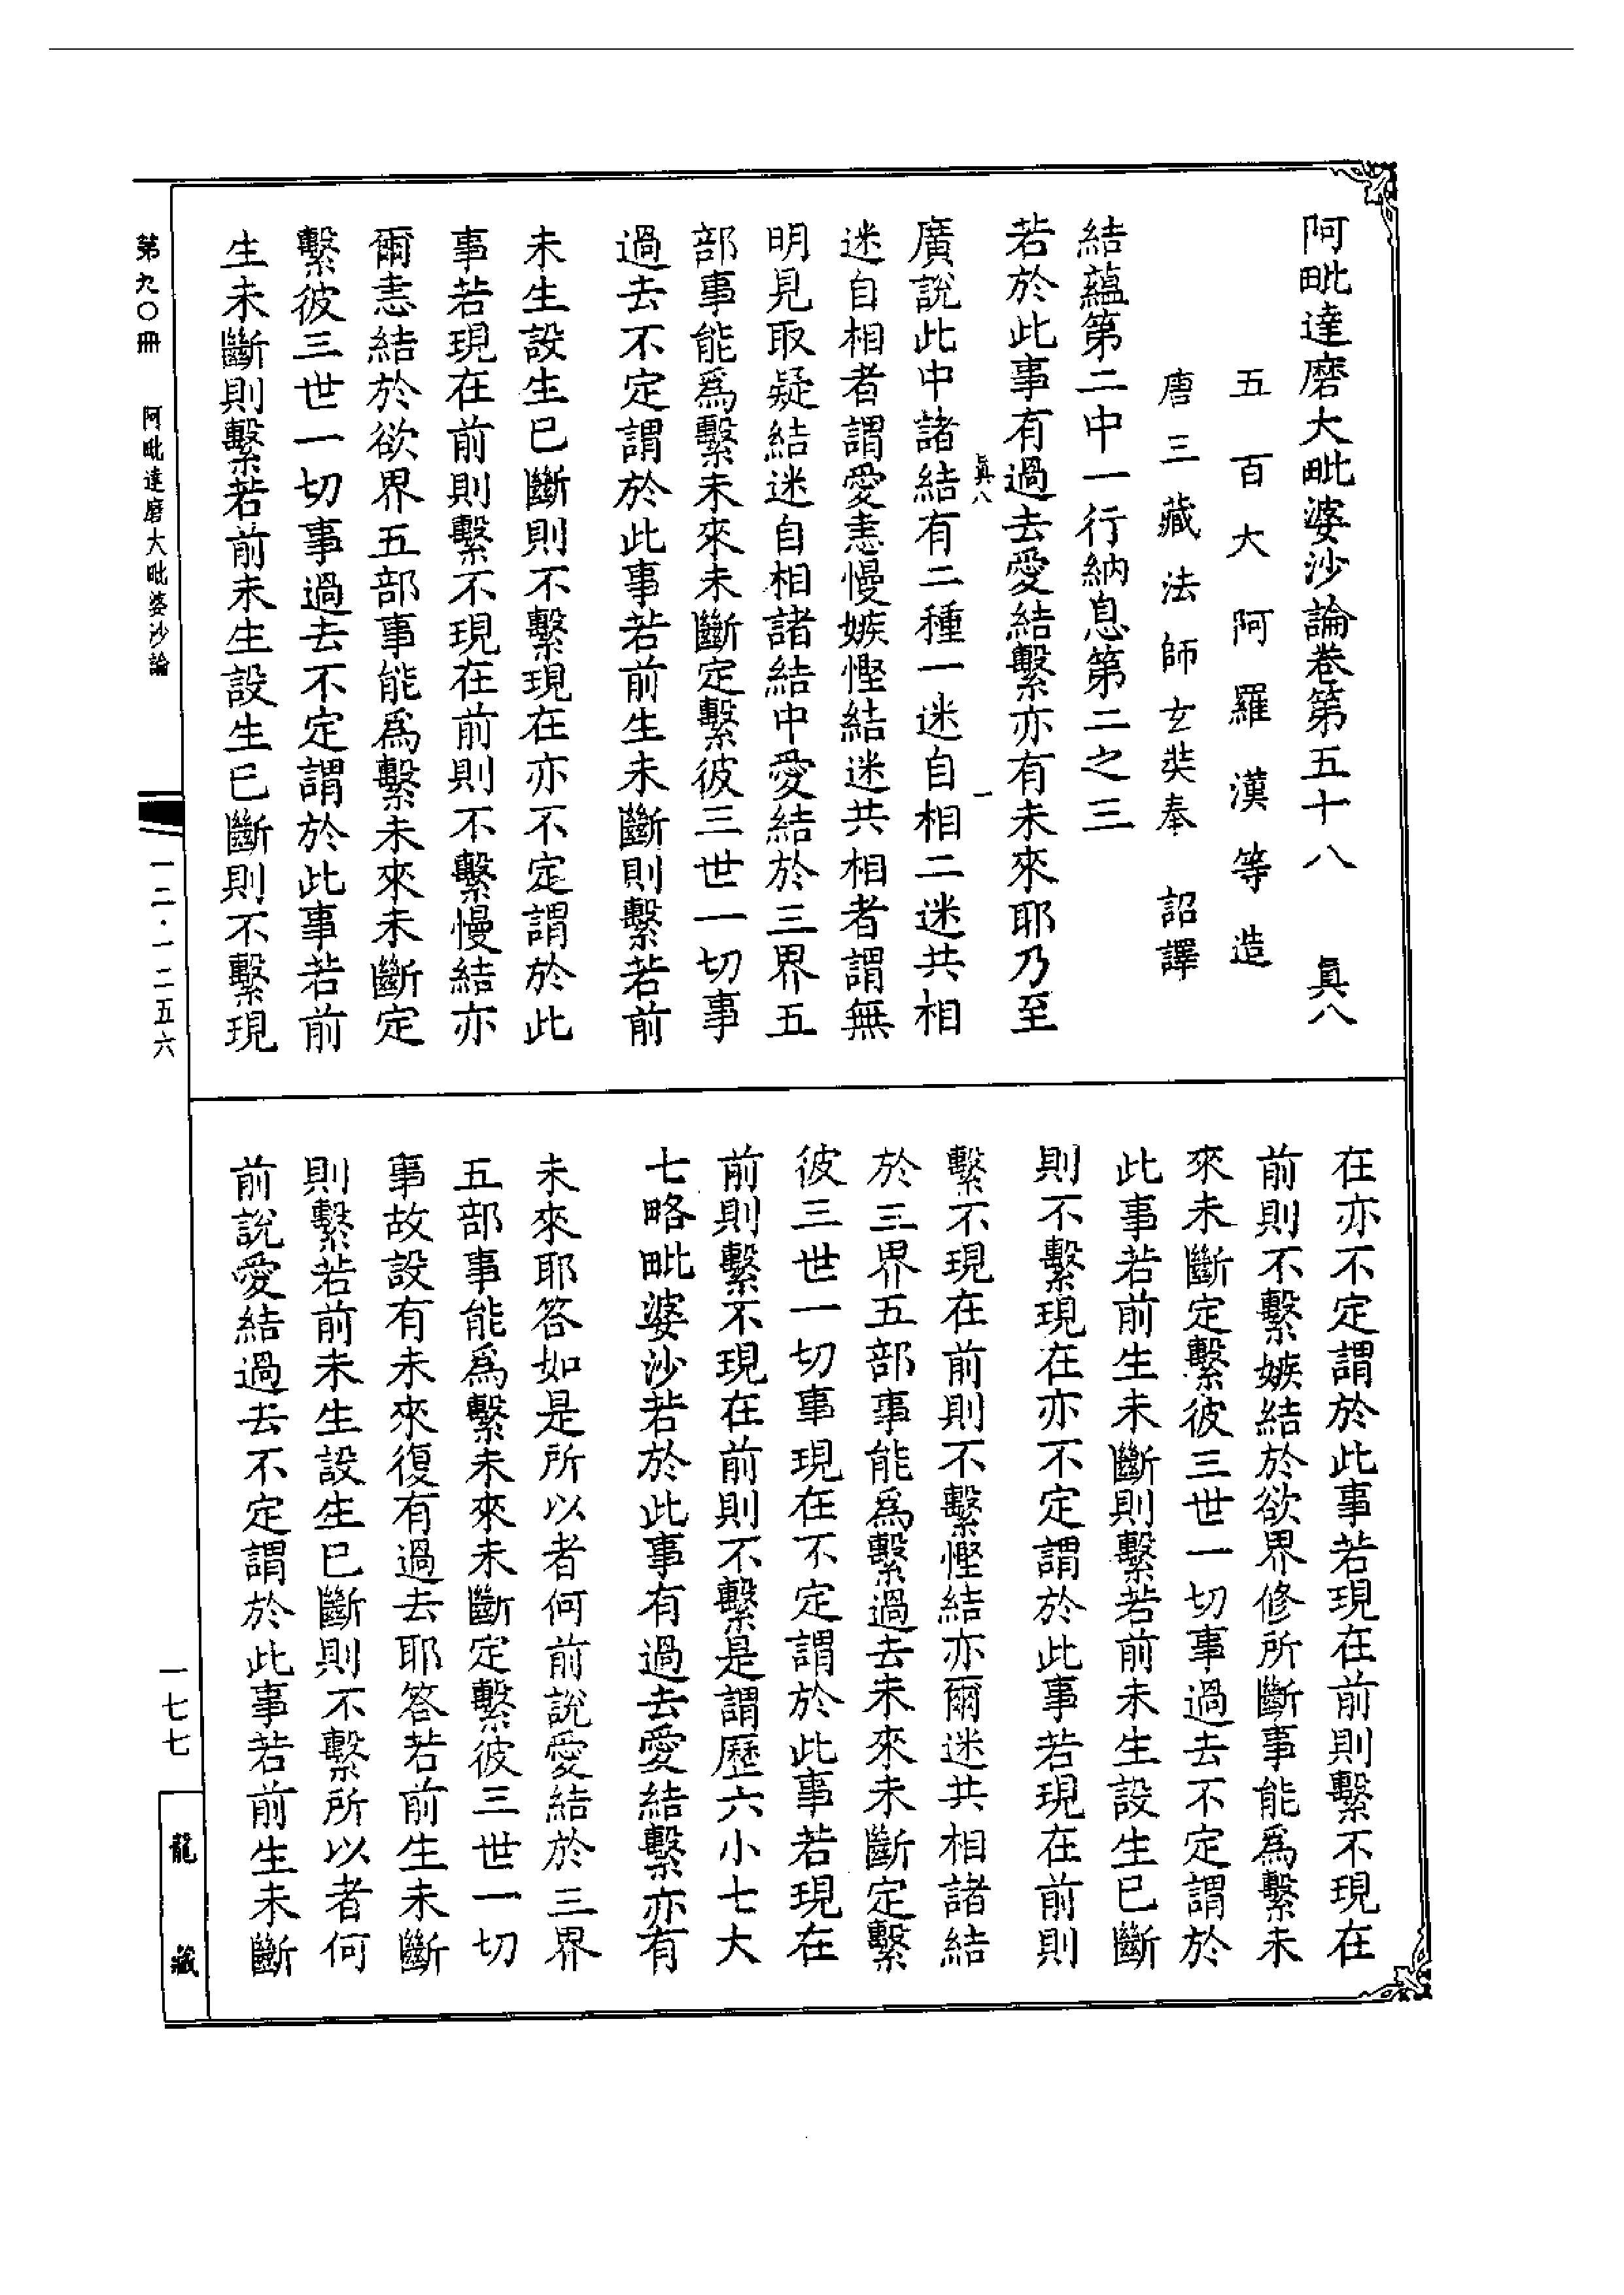 阿毗達磨大毗婆沙論卷第五十八　真八
五百大阿羅漢等造
唐三藏法師玄奘奉　詔譯
結蘊第二中一行納息第二之三
若於此事有過去愛結繫亦有未來耶乃至
真八　一
廣說此中諸結有二種一迷自相二迷共相
迷自相者謂愛恚慢嫉慳結迷共相者謂無
明見取疑結迷自相諸結中愛結於三界五
部事能爲繫未來未斷定繫彼三世一切事
過去不定謂於此事若前生未斷則繫若前
未生設生已斷則不繫現在亦不定謂於此
事若現在前則繫不現在前則不繫慢結亦
爾恚結於欲界五部事能爲繫未來未斷定
繫彼三世一切事過去不定謂於此事若前
生未斷則繫若前未生設生已斷則不繫現
在亦不定謂於此事若現在前則繫不現在
前則不繫嫉結於欲界修所斷事能爲繫未
來未斷定繫彼三世一切事過去不定謂於
此事若前生未斷則繫若前未生設生已斷
則不繫現在亦不定謂於此事若現在前則
繫不現在前則不繫慳結亦爾迷共相諸結
於三界五部事能爲繫過去未來未斷定繫
彼三世一切事現在不定謂於此事若現在
前則繫不現在前則不繫是謂歷六小七大
七略毗婆沙若於此事有過去愛結繫亦有
未來耶答如是所以者何前說愛結於三界
五部事能爲繫未來未斷定繫彼三世一切
事故設有未來復有過去耶答若前生未斷
則繫若前未生設生已斷則不繫所以者何
前說愛結過去不定謂於此事若前生未斷
第九〇冊　阿毗達磨大毗婆沙論
一二·一二五六
一七七
龍藏